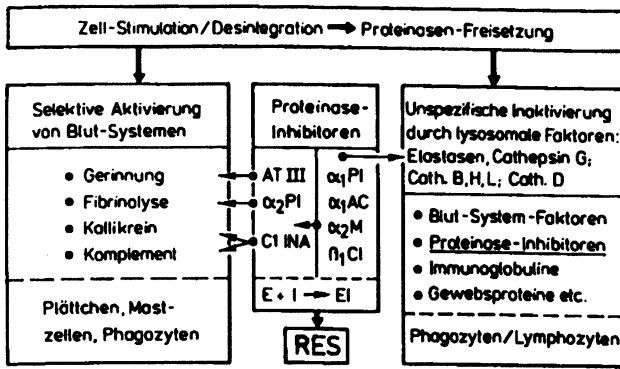 Zell-Stimulation/Desintegration → Proteinasen-Freisetzung
Selektive Aktivierung
von Blut-Systemen
• Gerinnung
• Fibrinolyse
• Kallikrein
• Komplement
Plättchen, Mast-
zellen, Phagozyten
Proteinase-
Inhibitoren
AT III
α₂PI
C1 INA
α₁PI
α₁AC
α₂M
β₁CI
E + I → EI
RES
Unspezifische Inaktivierung
durch lysosomale Faktoren:
Elastasen, Cathepsin G;
Cath. B,H,L; Cath. D
• Blut-System-Faktoren
• Proteinase-Inhibitoren
• Immunoglobuline
• Gewebsproteine etc.
Phagozyten/Lymphozyten